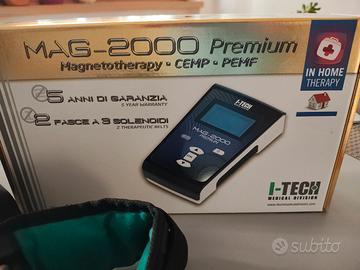 MAG-2000 Premium
Magnetotherapy - CEMP - PEMF
IN HOME
THERAPY
5 ANNI DI GARANZIA
5 YEAR WARRANTY
2 FASCE A 3 SOLENOIDI
2 THERAPEUTIC BELTS
I-TECH
MAG-2000
PREMIUM
I-TECH
MEDICAL DIVISION
subito